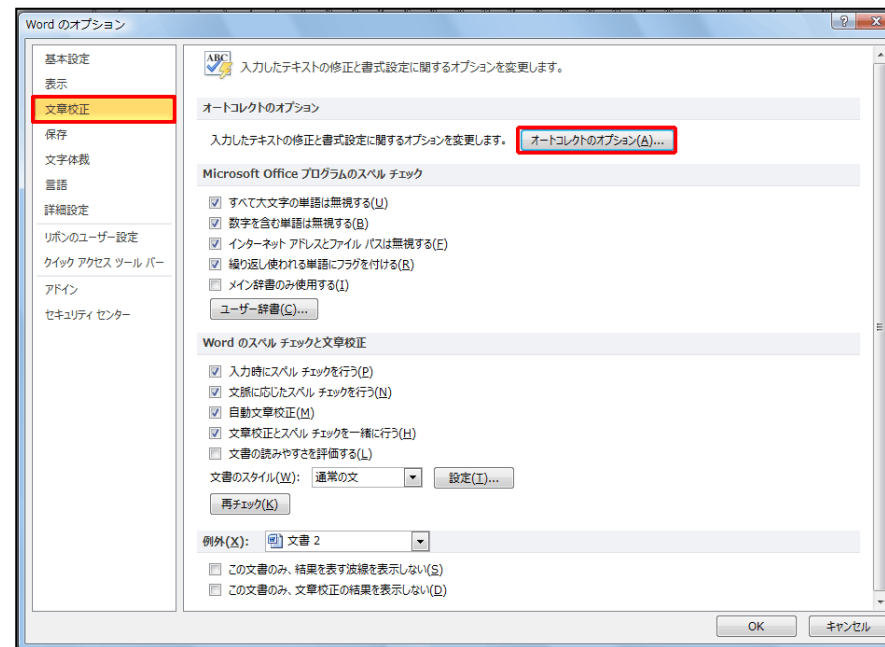 Word のオプション
基本設定
表示
文章校正
保存
文字体裁
言語
詳細設定
リボンのユーザー設定
クイック アクセス ツール バー
アドイン
セキュリティ センター
ABC
入力したテキストの修正と書式設定に関するオプションを変更します。
オートコレクトのオプション
入力したテキストの修正と書式設定に関するオプションを変更します。 オートコレクトのオプション(A)...
Microsoft Office プログラムのスペル チェック
すべて大文字の単語は無視する(U)
数字を含む単語は無視する(B)
インターネット アドレスとファイル パスは無視する(F)
繰り返し使われる単語にフラグを付ける(R)
メイン辞書のみ使用する(I)
ユーザー辞書(C)...
Word のスペル チェックと文章校正
入力時にスペル チェックを行う(P)
文脈に応じたスペル チェックを行う(N)
自動文章校正(M)
文章校正とスペル チェックを一緒に行う(H)
文書の読みやすさを評価する(L)
文書のスタイル(W): 通常の文 設定(T)...
再チェック(K)
例外(X): 文書 2
この文書のみ、結果を表す波線を表示しない(S)
この文書のみ、文章校正の結果を表示しない(D)
OK キャンセル